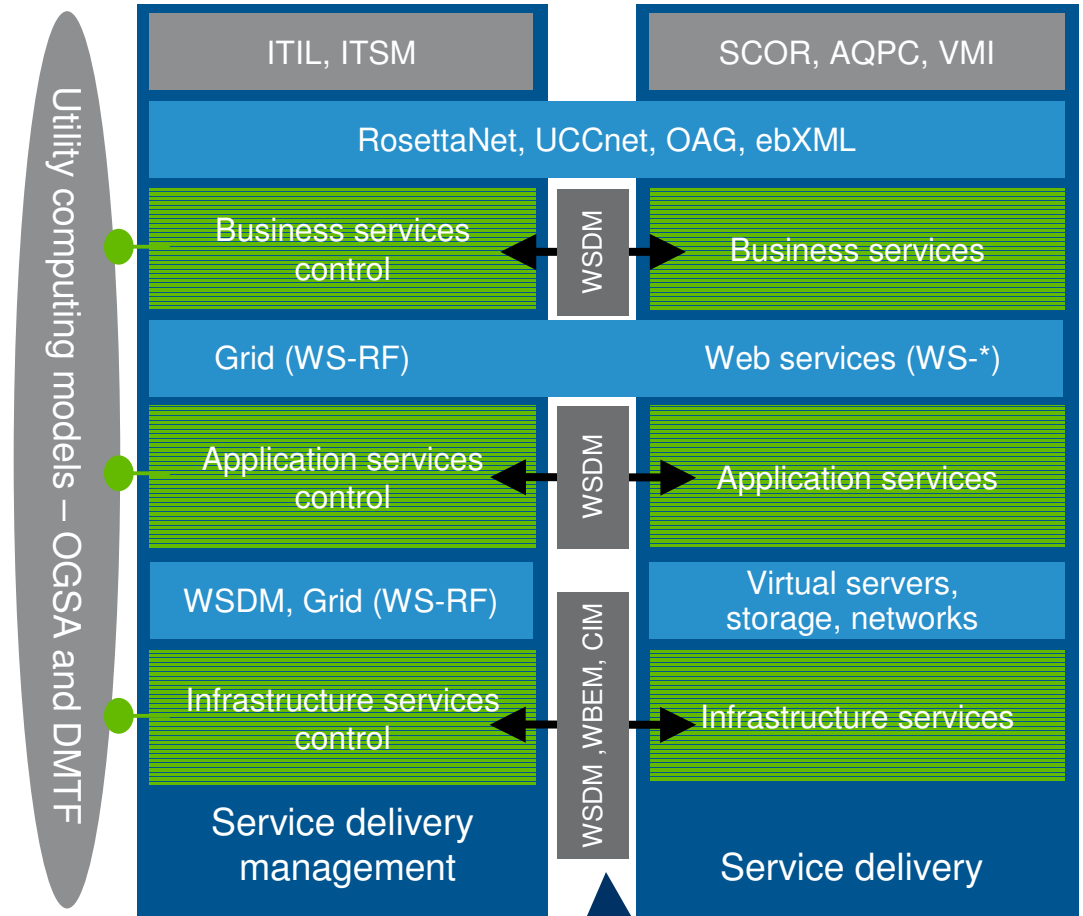 Utility computing models – OGSA and DMTF
ITIL, ITSM
SCOR, AQPC, VMI
RosettaNet, UCCnet, OAG, ebXML
Business services
control
WSDM
Business services
Grid (WS-RF)
Web services (WS-*)
Application services
control
WSDM
Application services
WSDM, Grid (WS-RF)
Virtual servers,
storage, networks
Infrastructure services
control
WSDM ,WBEM, CIM
Infrastructure services
Service delivery
management
Service delivery